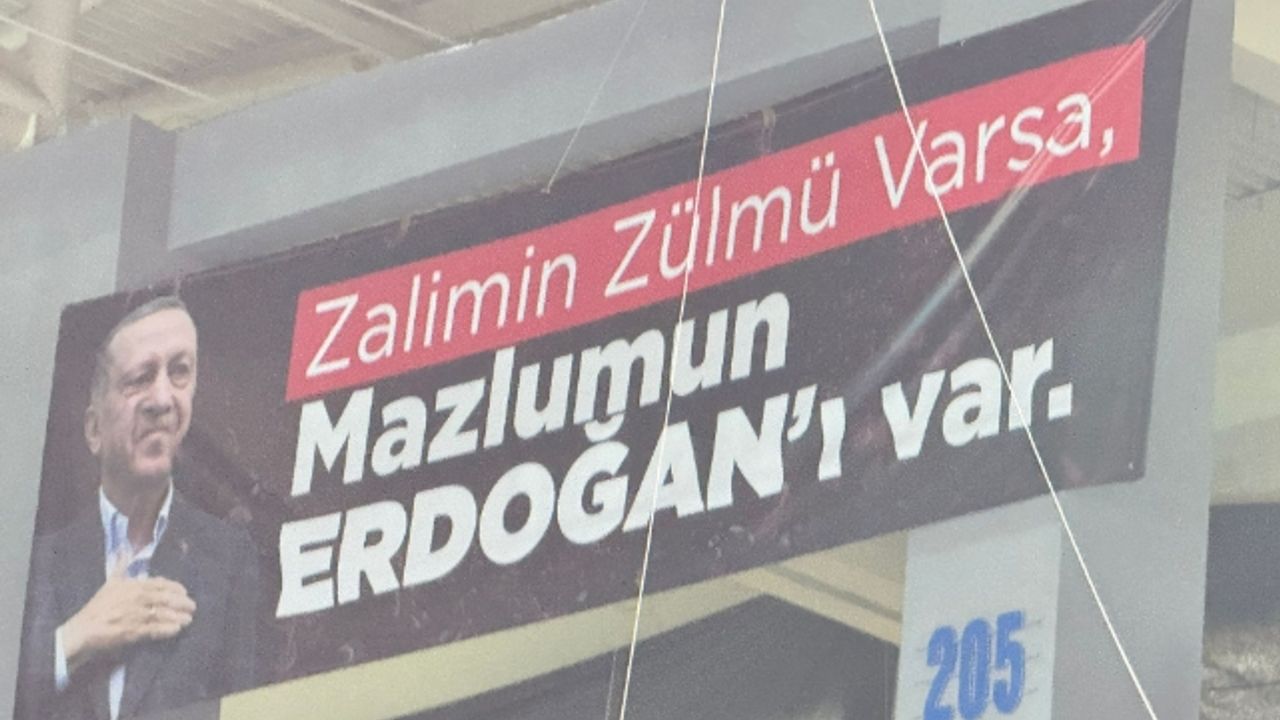 Zalimin Zülmü Varsa,
Mazlumun
ERDOĞAN'ı var.
205